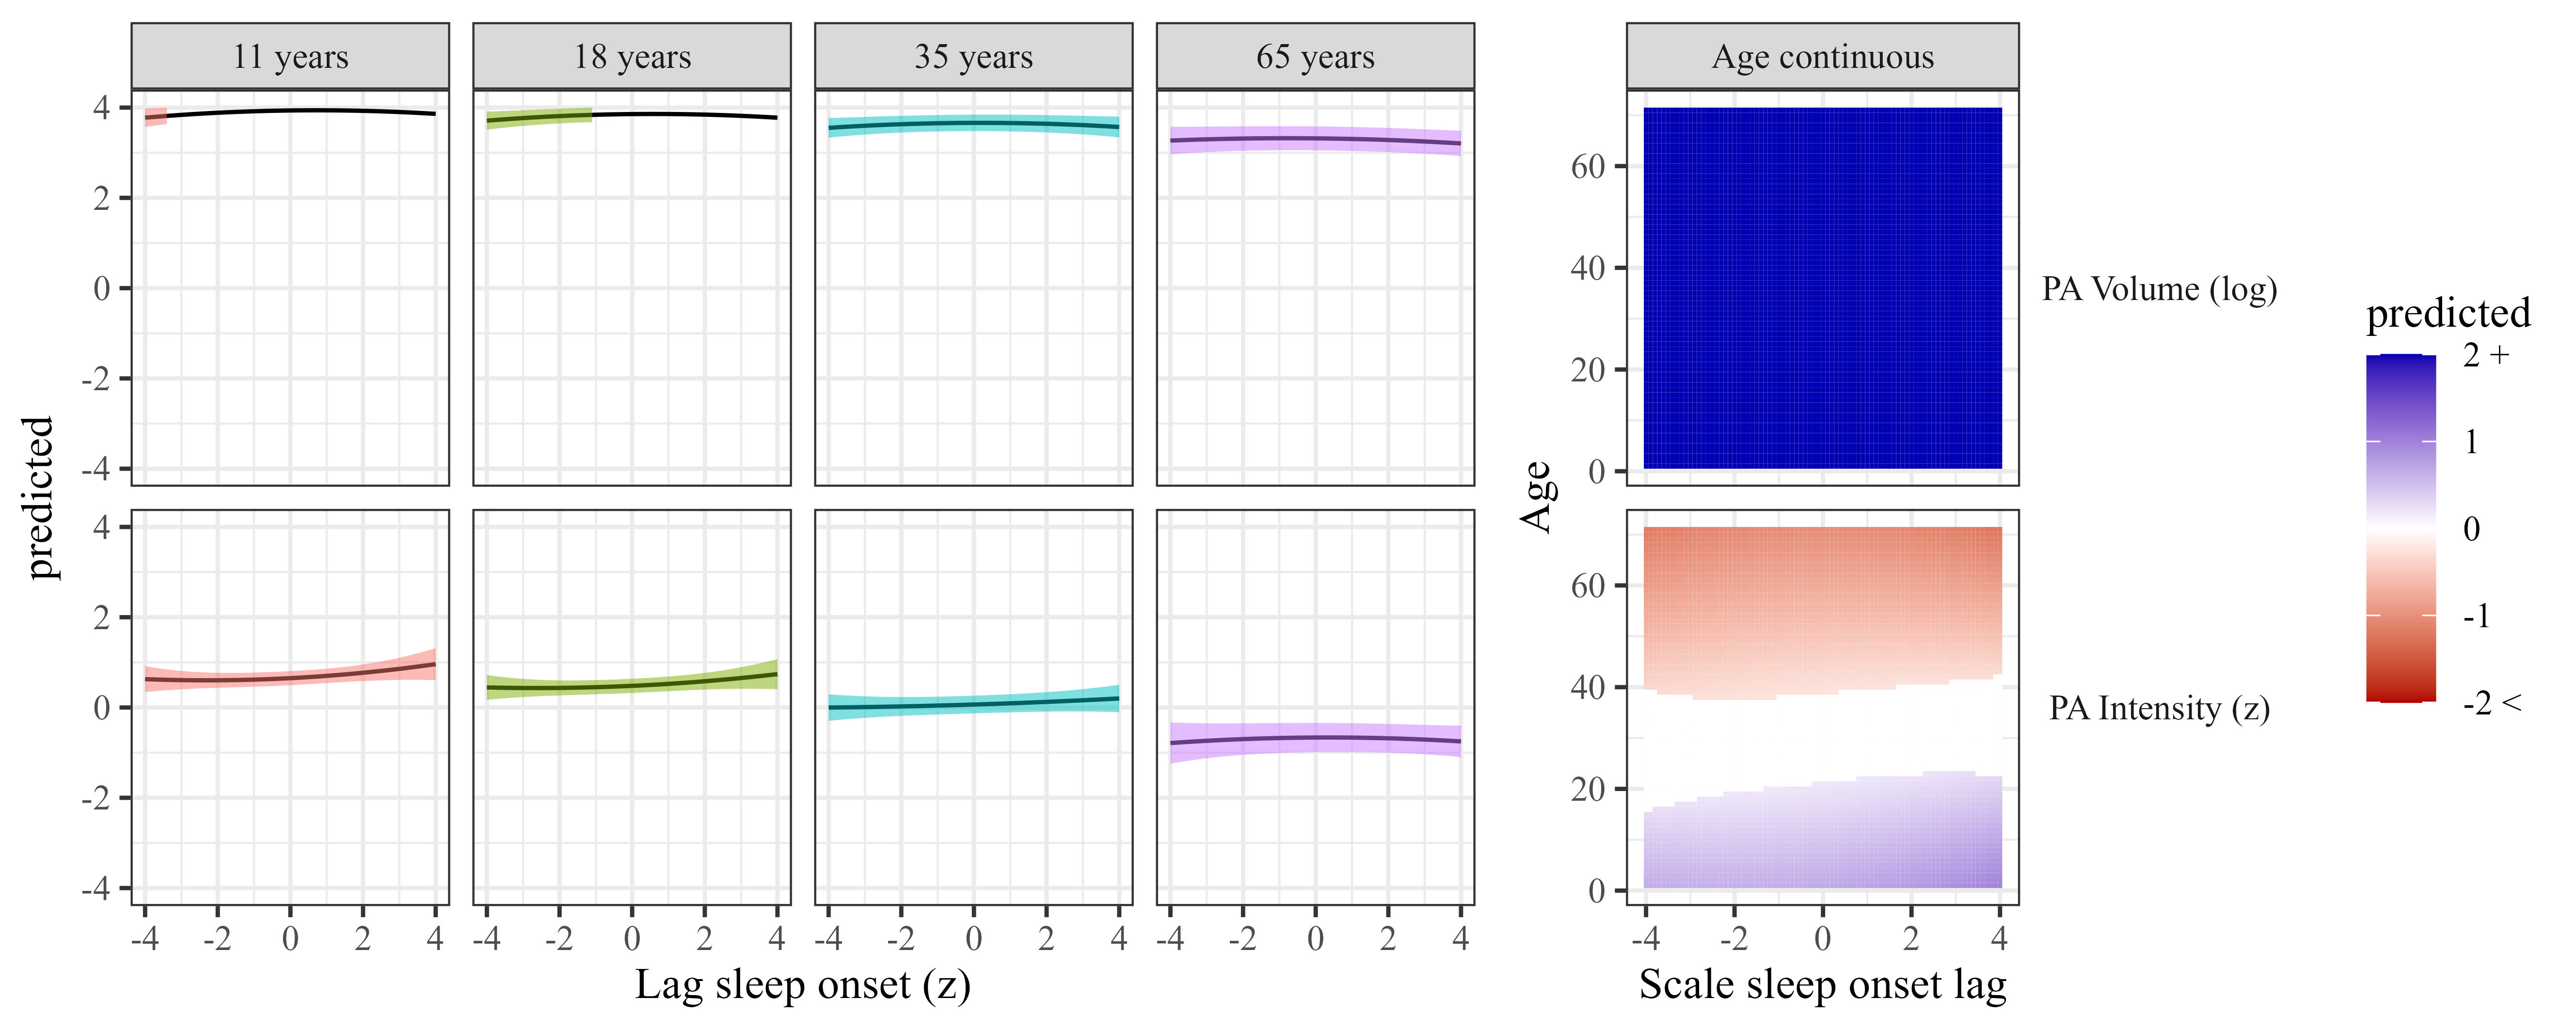 11 years
18 years
35 years
65 years
Age continuous
4
2
0
-2
-4
60
40
20
0
PA Volume (log)
predicted
2 +
1
0
-1
-2 <
predicted
Age
4
2
0
-2
-4
60
40
20
0
PA Intensity (z)
-4 -2 0 2 4
-4 -2 0 2 4
-4 -2 0 2 4
-4 -2 0 2 4
-4 -2 0 2 4
Lag sleep onset (z)
Scale sleep onset lag